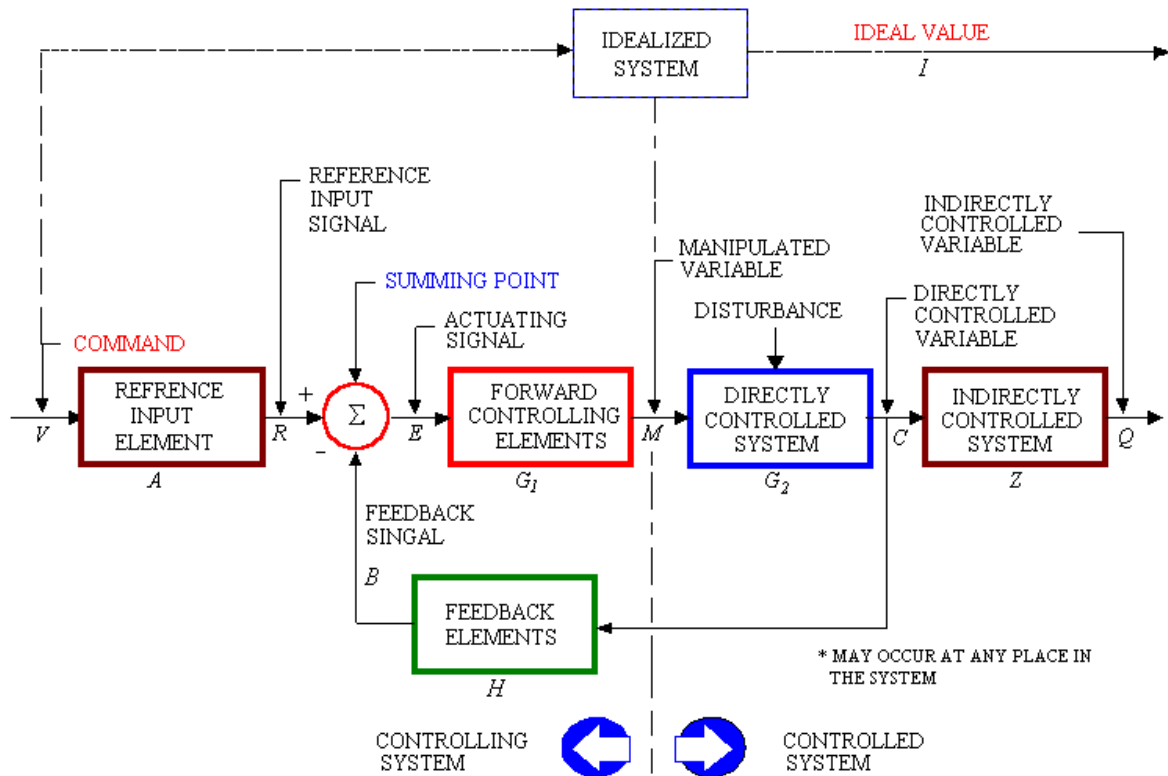 IDEALIZED
SYSTEM
IDEAL VALUE
I
REFERENCE
INPUT
SIGNAL
INDIRECTLY
CONTROLLED
VARIABLE
MANIPULATED
VARIABLE
SUMMING POINT
DIRECTLY
CONTROLLED
VARIABLE
DISTURBANCE
ACTUATING
SIGNAL
COMMAND
V
REFRENCE
INPUT
ELEMENT
A
R
+
-
Σ
E
FORWARD
CONTROLLING
ELEMENTS
G1
M
DIRECTLY
CONTROLLED
SYSTEM
G2
C
INDIRECTLY
CONTROLLED
SYSTEM
Z
Q
FEEDBACK
SINGAL
B
FEEDBACK
ELEMENTS
H
* MAY OCCUR AT ANY PLACE IN
THE SYSTEM
CONTROLLING
SYSTEM
CONTROLLED
SYSTEM